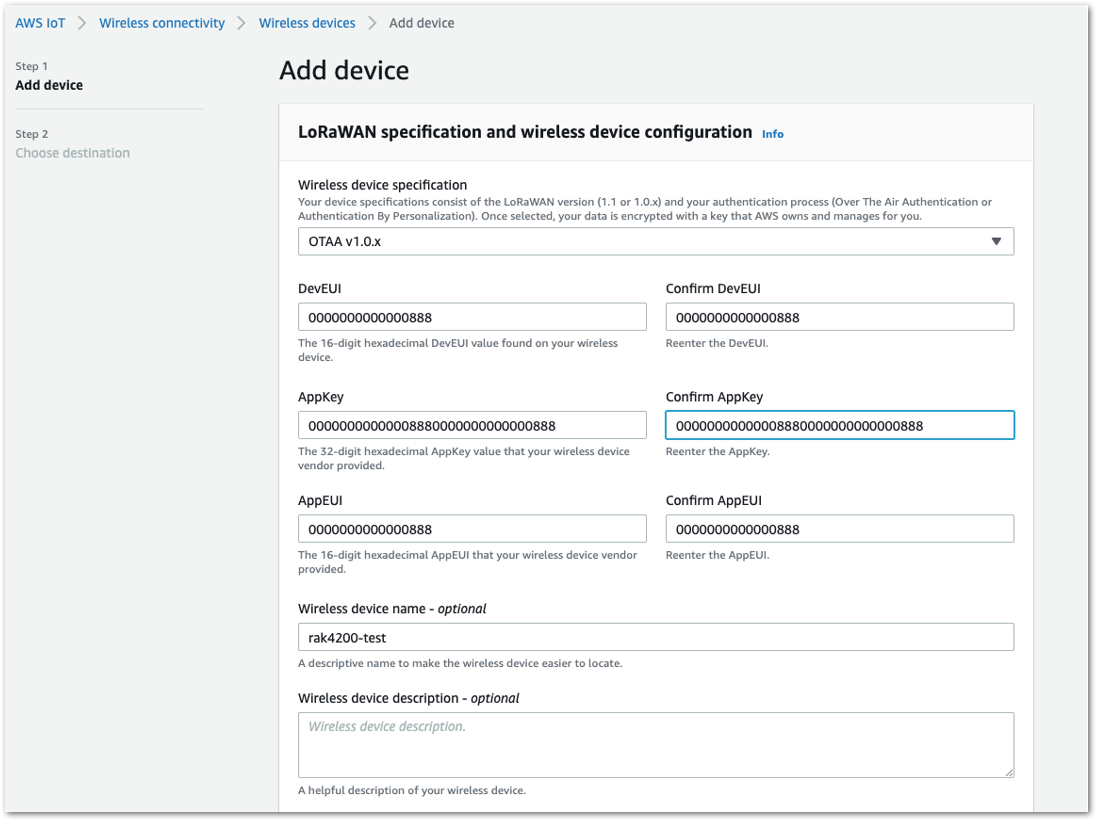 AWS IoT > Wireless connectivity > Wireless devices > Add device
Step 1
Add device
Step 2
Choose destination
Add device
LoRaWAN specification and wireless device configuration Info
Wireless device specification
Your device specifications consist of the LoRaWAN version (1.1 or 1.0.x) and your authentication process (Over The Air Authentication or
Authentication By Personalization). Once selected, your data is encrypted with a key that AWS owns and manages for you.
OTAA v1.0.x
DevEUI
0000000000000888
The 16-digit hexadecimal DevEUI value found on your wireless
device.
Confirm DevEUI
0000000000000888
Reenter the DevEUI.
AppKey
00000000000008880000000000000888
The 32-digit hexadecimal AppKey value that your wireless device
vendor provided.
Confirm AppKey
00000000000008880000000000000888
Reenter the AppKey.
AppEUI
0000000000000888
The 16-digit hexadecimal AppEUI that your wireless device vendor
provided.
Confirm AppEUI
0000000000000888
Reenter the AppEUI.
Wireless device name - optional
rak4200-test
A descriptive name to make the wireless device easier to locate.
Wireless device description - optional
Wireless device description.
A helpful description of your wireless device.